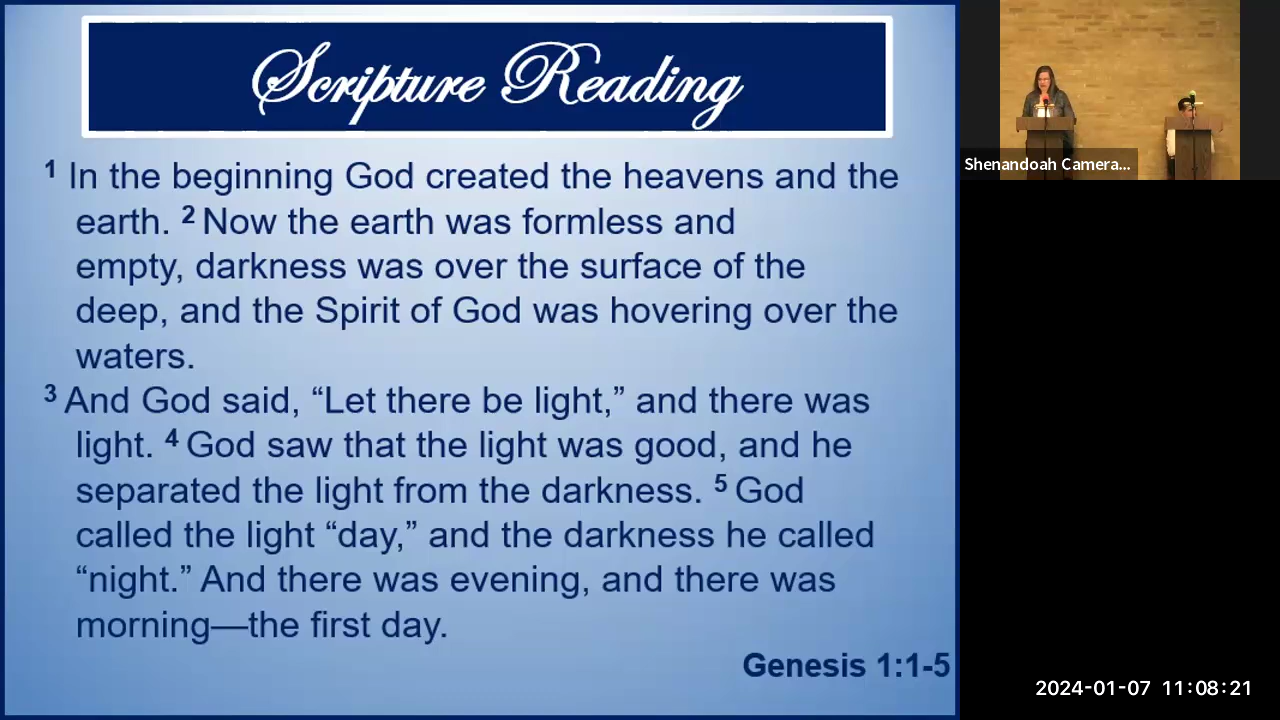 Scripture Reading
1 In the beginning God created the heavens and the
earth. 2 Now the earth was formless and
empty, darkness was over the surface of the
deep, and the Spirit of God was hovering over the
waters.
3 And God said, “Let there be light,” and there was
light. 4 God saw that the light was good, and he
separated the light from the darkness. 5 God
called the light “day,” and the darkness he called
“night.” And there was evening, and there was
morning—the first day.
Genesis 1:1-5
Shenandoah Camera...
2024-01-07 11:08:21